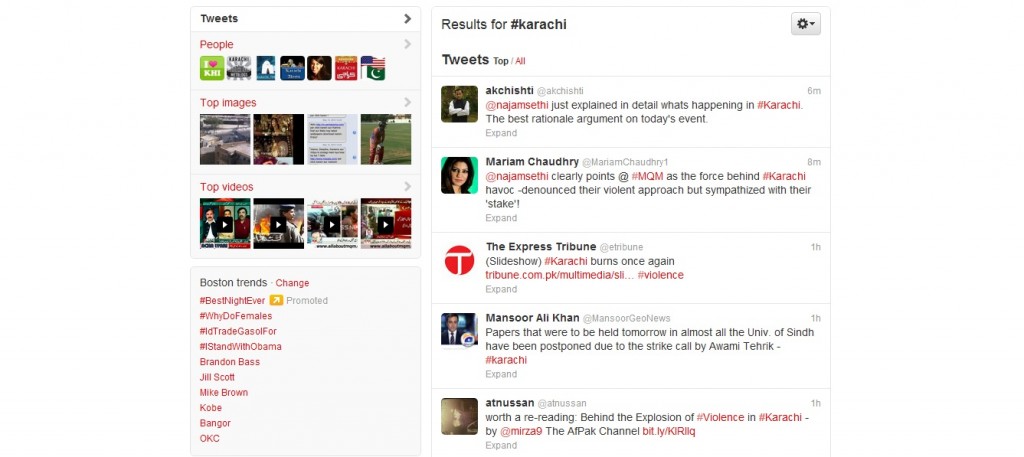 Tweets
People
I
KHI
KARACHI
Top images
Top videos
Boston trends · Change
#BestNightEver Promoted
#WhyDoFemales
#IdTradeGasolFor
#IStandWithObama
Brandon Bass
Jill Scott
Mike Brown
Kobe
Bangor
OKC
Results for #karachi
Tweets Top / All
akchishti @akchishti 6m
@najamsethi just explained in detail whats happening in #Karachi.
The best rationale argument on today's event.
Expand
Mariam Chaudhry @MariamChaudhry1 8m
@najamsethi clearly points @ #MQM as the force behind #Karachi
havoc -denounced their violent approach but sympathized with their
'stake'!
Expand
The Express Tribune @etribune 1h
(Slideshow) #Karachi burns once again
tribune.com.pk/multimedia/sli... #violence
Expand
Mansoor Ali Khan @MansoorGeoNews 1h
Papers that were to be held tomorrow in almost all the Univ. of Sindh
have been postponed due to the strike call by Awami Tehrik -
#karachi
Expand
atnussan @atnussan 1h
worth a re-reading: Behind the Explosion of #Violence in #Karachi -
by @mirza9 The AfPak Channel bit.ly/KlRlIq
Expand